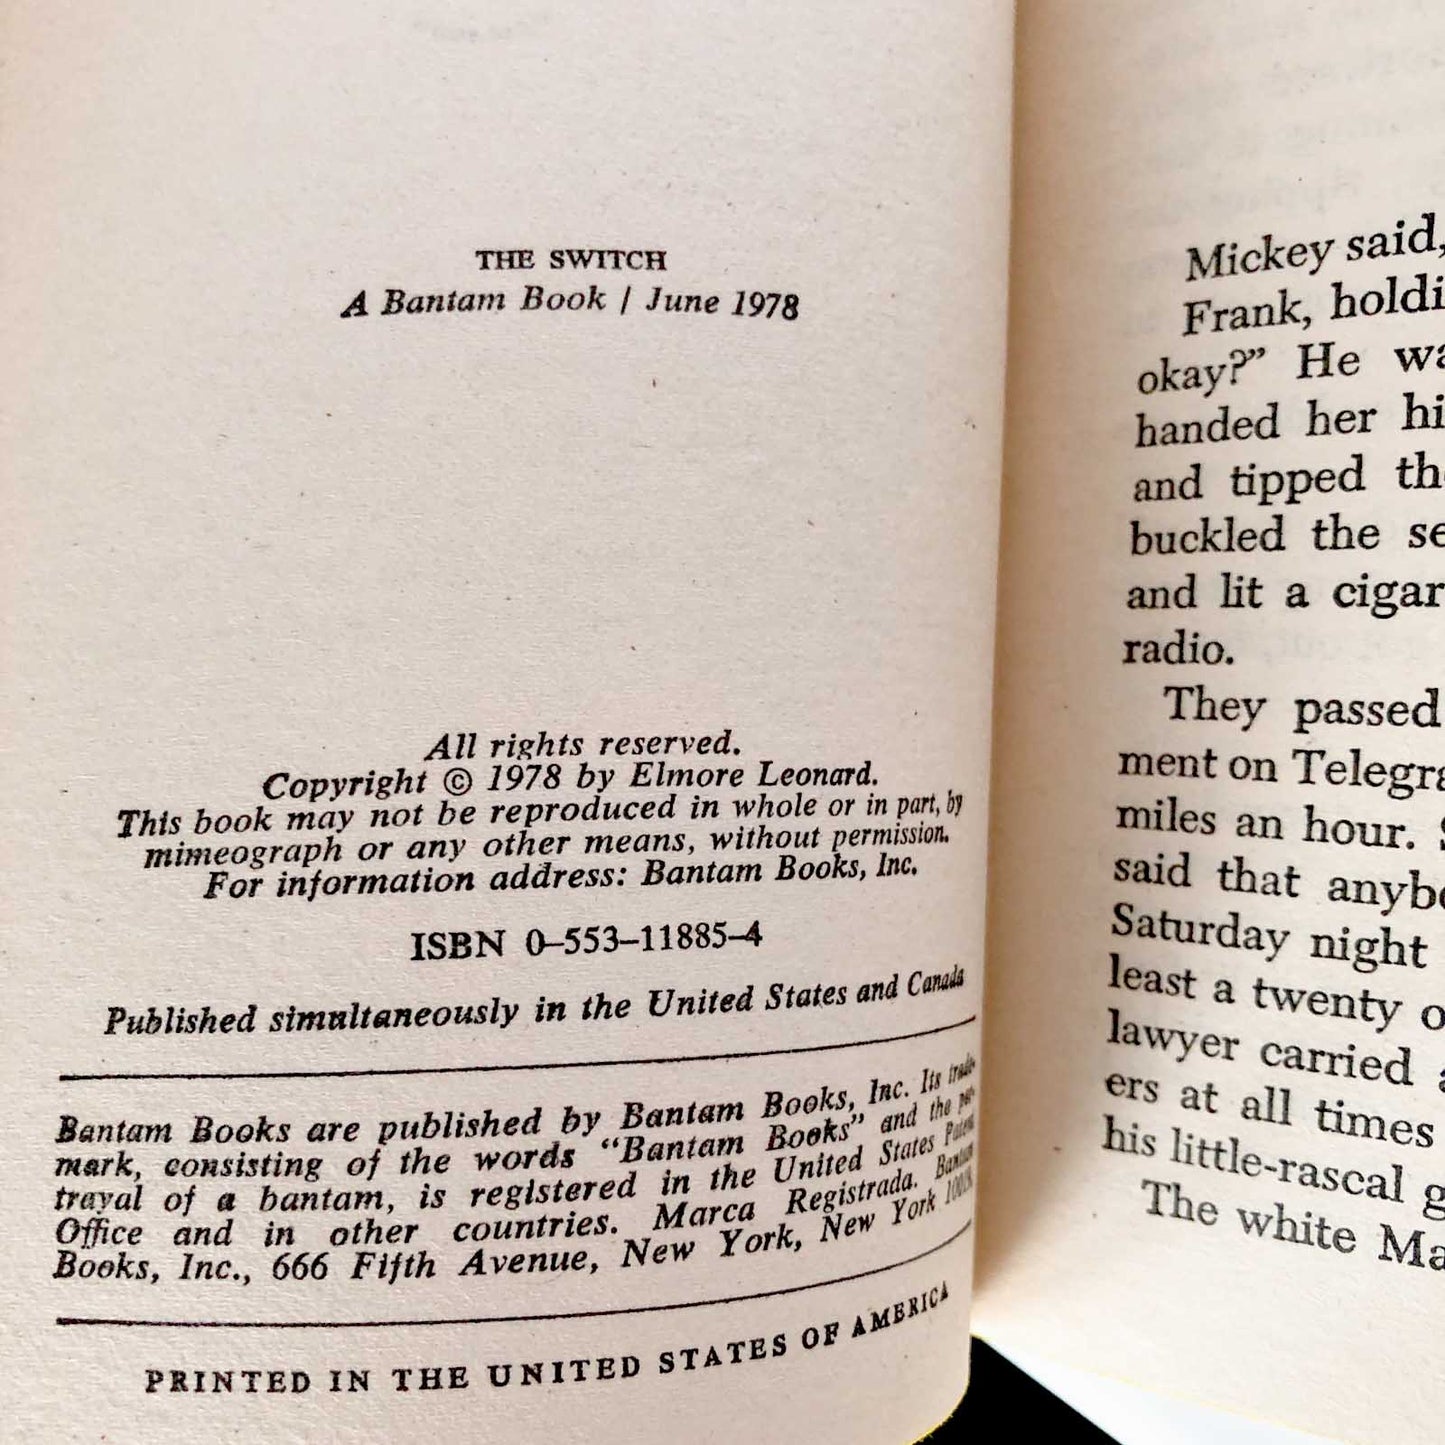 THE SWITCH
A Bantam Book / June 1978
All rights reserved.
Copyright © 1978 by Elmore Leonard.
This book may not be reproduced in whole or in part, by
mimeograph or any other means, without permission.
For information address: Bantam Books, Inc.
ISBN 0-553-11885-4
Published simultaneously in the United States and Canada
Bantam Books are published by Bantam Books, Inc. Its trade-
mark, consisting of the words "Bantam Books" and the por-
trayal of a bantam, is registered in the United States Patent
Office and in other countries. Marca Registrada. Bantam
Books, Inc., 666 Fifth Avenue, New York, New York
PRINTED IN THE UNITED STATES OF AMERICA
Mickey said,
Frank, holdi
okay?" He wa
handed her hi
and tipped the
buckled the se
and lit a cigar
radio.
They passed
ment on Telegra
miles an hour.
said that anybo
Saturday night
least a twenty o
lawyer carried a
ers at all times
his little-rascal g
The white Ma